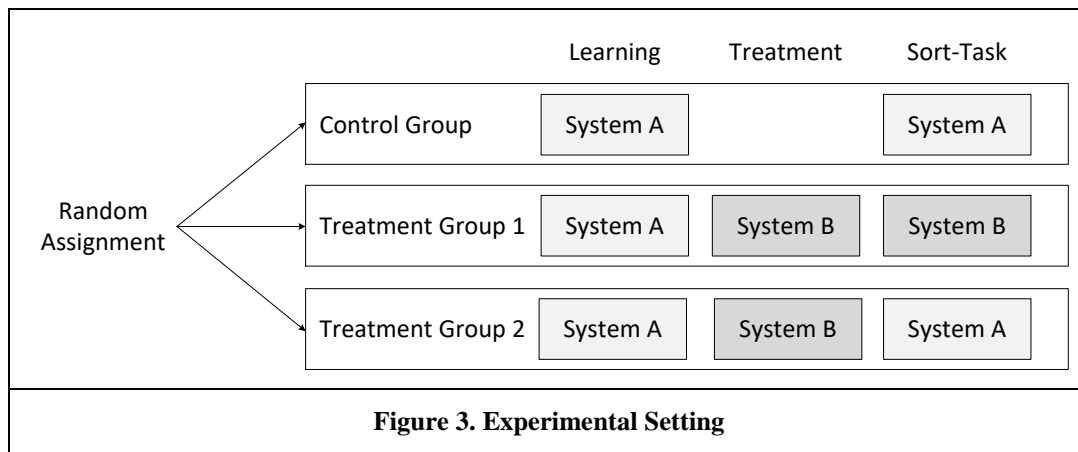 Learning Treatment Sort-Task
Control Group System A System A
Random
Assignment
Treatment Group 1 System A System B System B
Treatment Group 2 System A System B System A
Figure 3. Experimental Setting